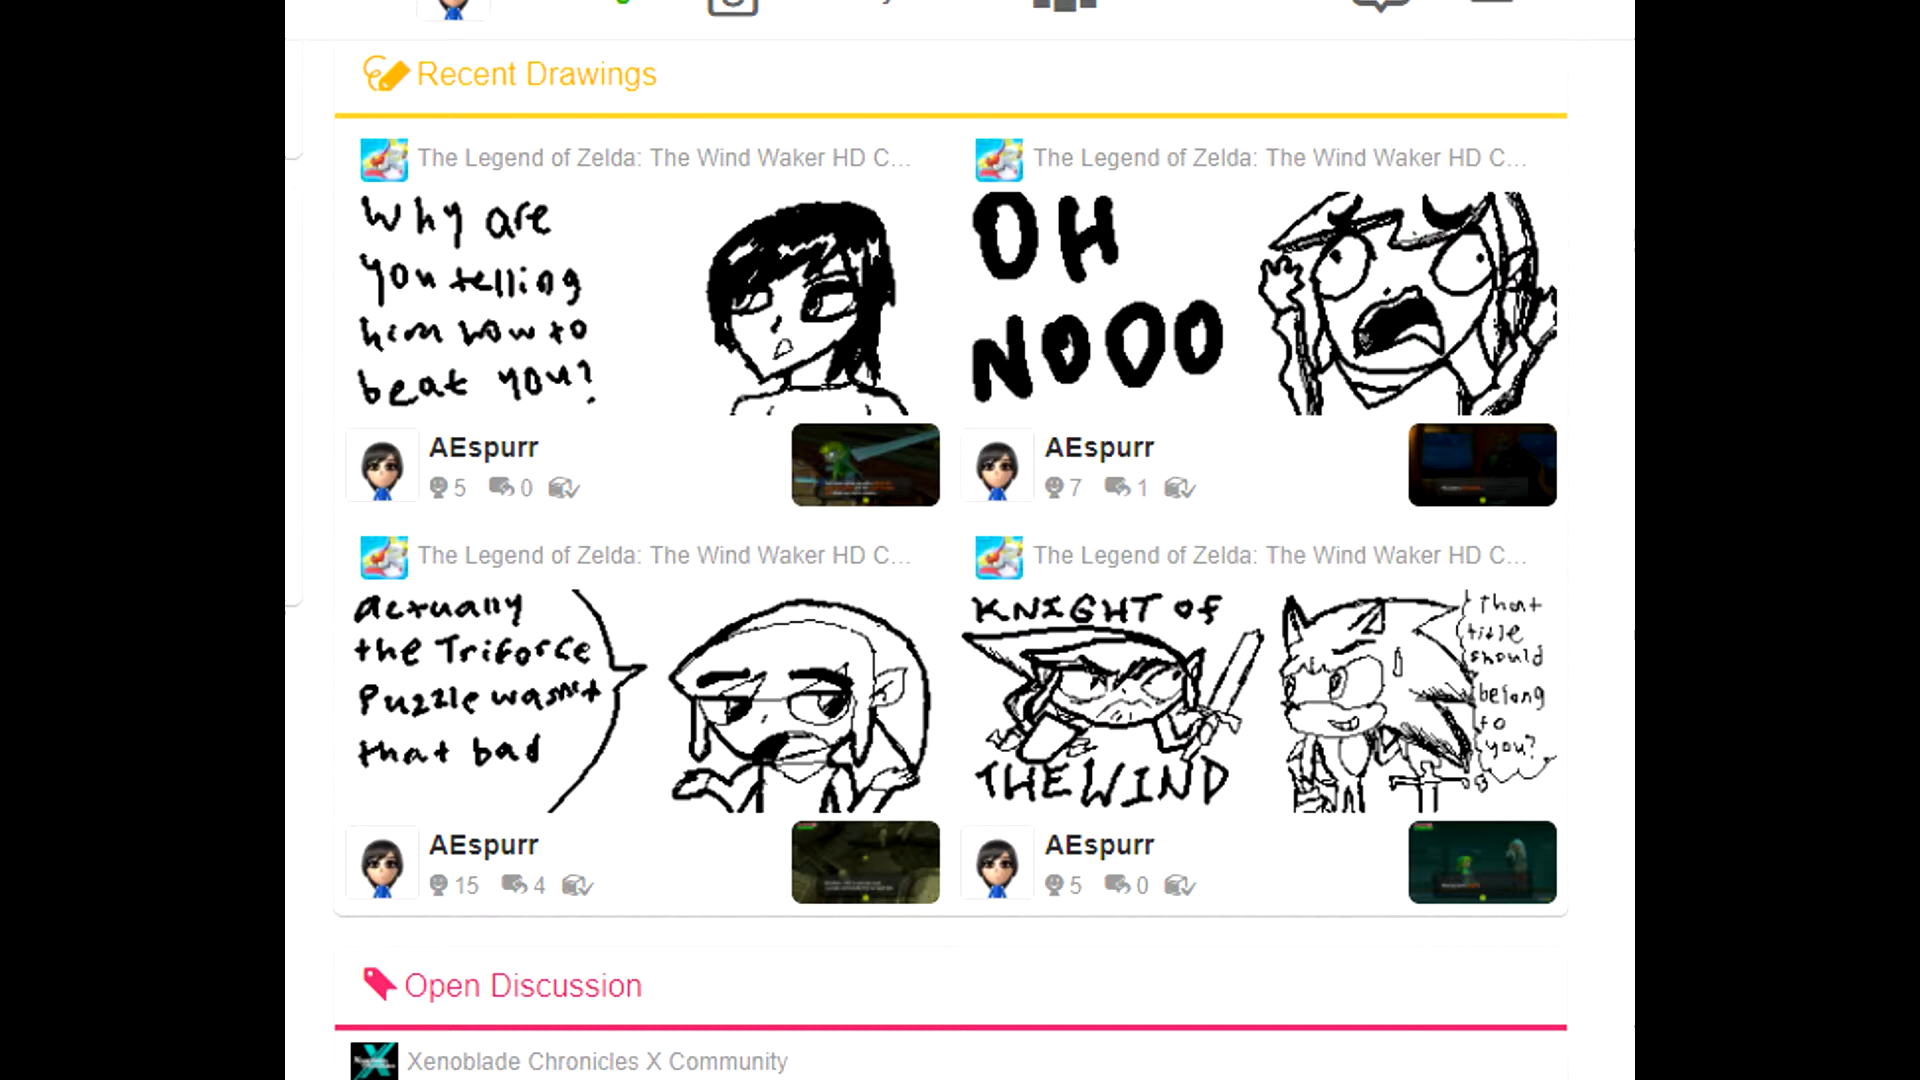 Recent Drawings
The Legend of Zelda: The Wind Waker HD C...
Why are
you telling
him how to
beat you?
AEspurr
5 0
The Legend of Zelda: The Wind Waker HD C...
OH
NOOO
AEspurr
7 1
The Legend of Zelda: The Wind Waker HD C...
Actually
the Triforce
Puzzle wasn't
that bad
AEspurr
15 4
The Legend of Zelda: The Wind Waker HD C...
KNIGHT OF
THE WIND
That
title
should
belong
to
you?
AEspurr
5 0
Open Discussion
Xenoblade Chronicles X Community